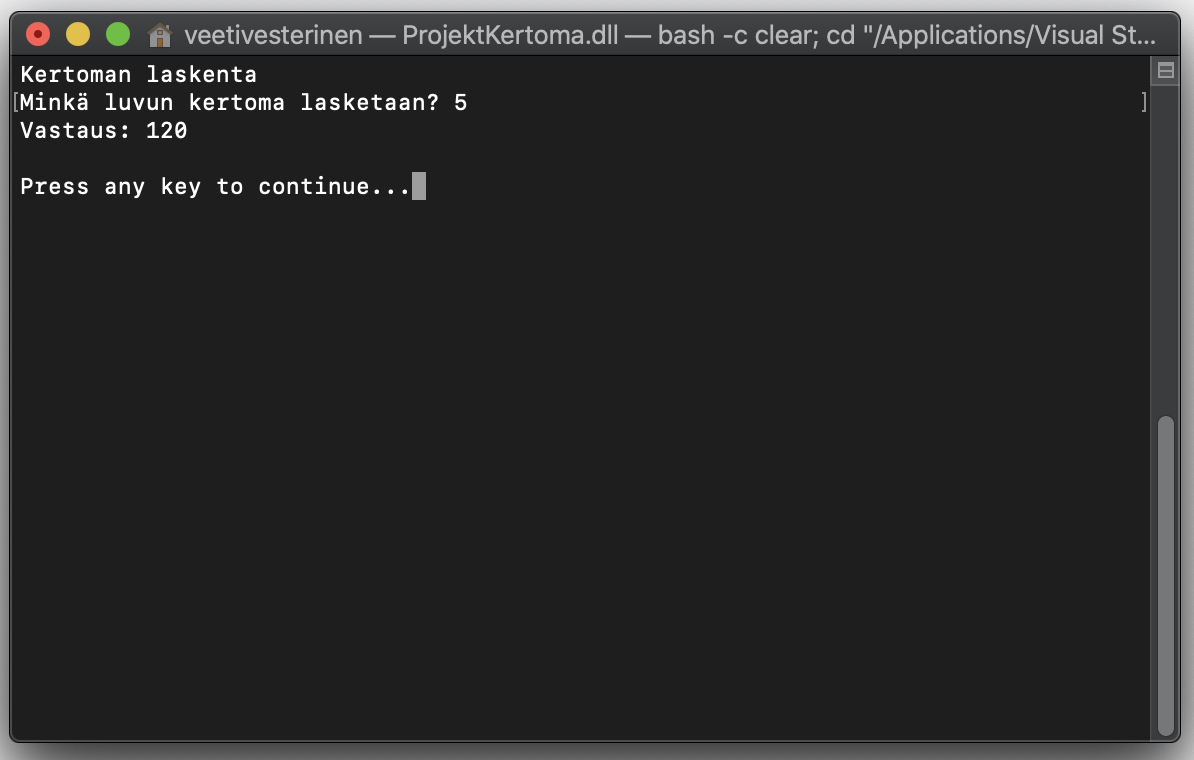 veetivesterinen — ProjektKertoma.dll — bash -c clear; cd "/Applications/Visual St...
Kertoman laskenta
[Minkä luvun kertoma lasketaan? 5 ]
Vastaus: 120
Press any key to continue...